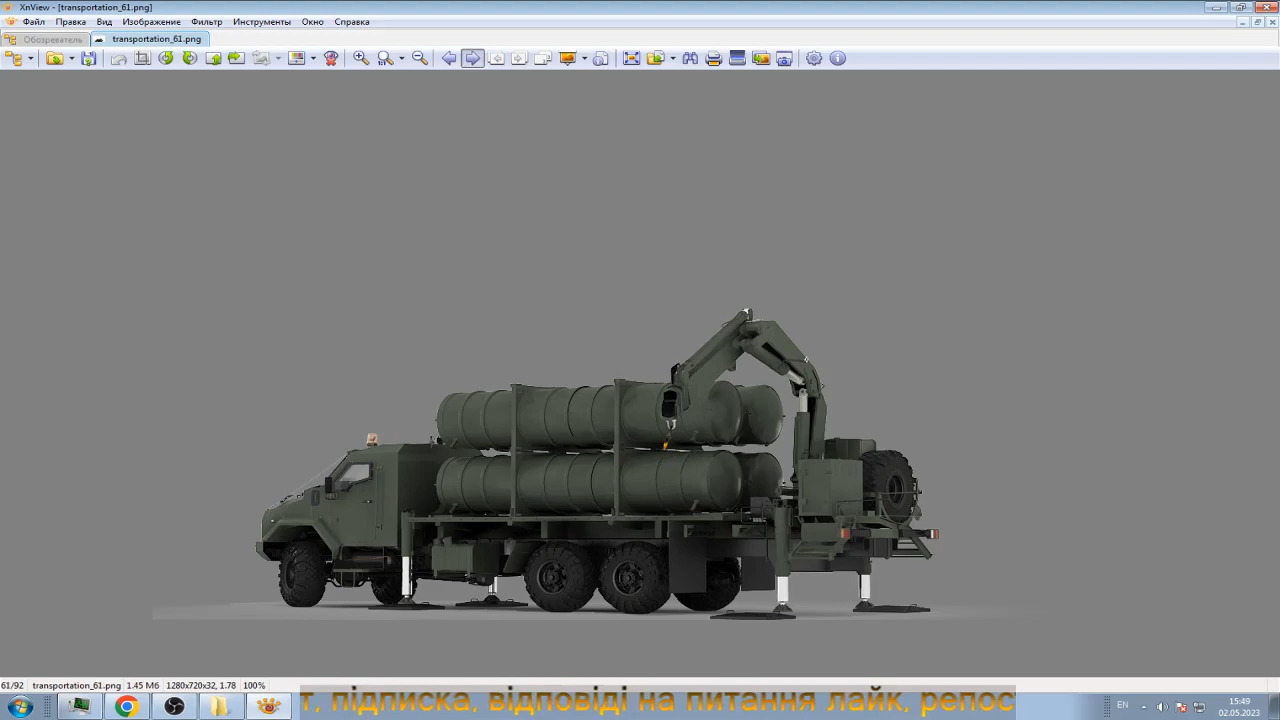 XnView - [transportation_61.png]
Файл Правка Вид Изображение Фильтр Инструменты Окно Справка
Обозреватель transportation_61.png
61/92 transportation_61.png 1.45 Мб 1280x720x32, 1.78 100%
т, підписка, відповіді на питання лайк, репос
EN 15:49
02.05.2023